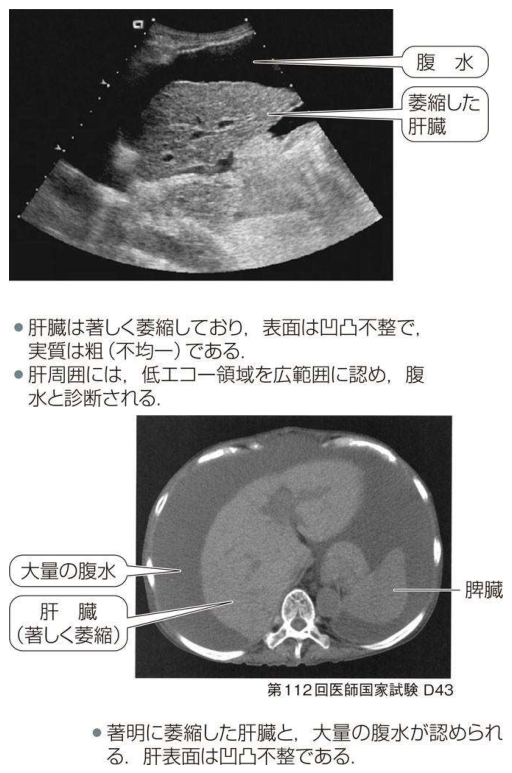 腹 水
萎縮した
肝臓
● 肝臓は著しく萎縮しており，表面は凹凸不整で，
実質は粗（不均一）である．
● 肝周囲には，低エコー領域を広範囲に認め，腹
水と診断される．
大量の腹水
肝 臓
（著しく萎縮）
脾臓
第112回医師国家試験 D43
● 著明に萎縮した肝臓と，大量の腹水が認められ
る．肝表面は凹凸不整である．